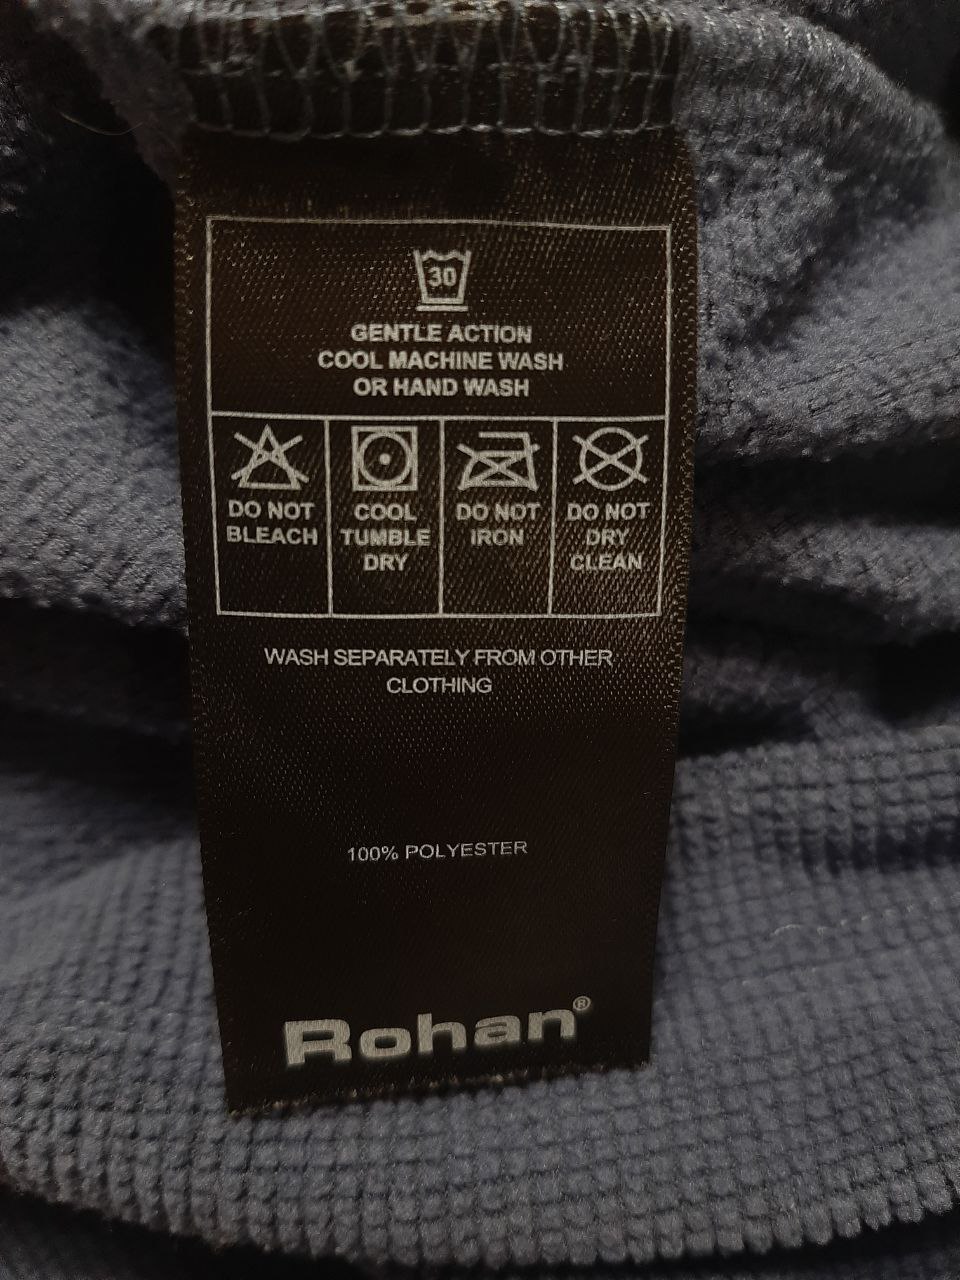 30
GENTLE ACTION
COOL MACHINE WASH
OR HAND WASH
DO NOT
BLEACH
COOL
TUMBLE
DRY
DO NOT
IRON
DO NOT
DRY
CLEAN
WASH SEPARATELY FROM OTHER
CLOTHING
100% POLYESTER
Rohan®